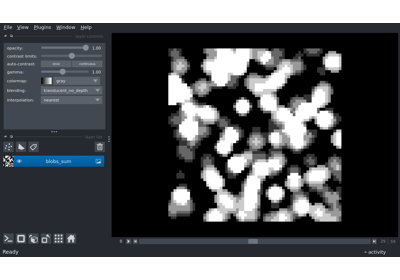 File View Plugins Window Help
opacity: 1.00
contrast limits:
auto-contrast: once continuous
gamma: 1.00
colormap: gray
blending: translucent_no_depth
interpolation: nearest
blobs_sum
Ready
activity